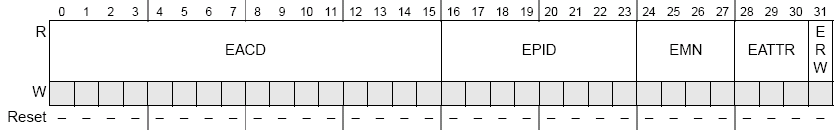 0 1 2 3 4 5 6 7 8 9 10 11 12 13 14 15 16 17 18 19 20 21 22 23 24 25 26 27 28 29 30 31
R EACD EPID EMN EATTR E
R
W
W
Reset – – – – – – – – – – – – – – – – – – – – – – – – – – – – – – – –